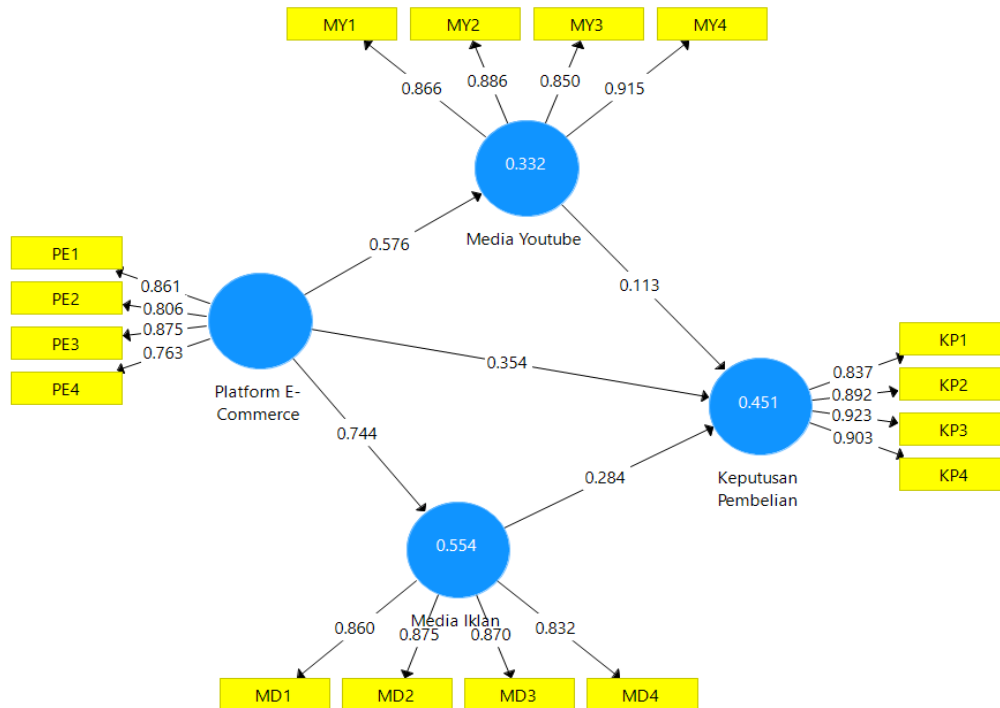 MY1
MY2
MY3
MY4
0.866
0.886
0.850
0.915
0.332
Media Youtube
0.576
0.113
PE1
PE2
PE3
PE4
0.861
0.806
0.875
0.763
Platform E-
Commerce
0.354
0.744
0.284
KP1
KP2
KP3
KP4
0.837
0.892
0.923
0.903
0.451
Keputusan
Pembelian
0.554
Media Iklan
0.860
0.875
0.870
0.832
MD1
MD2
MD3
MD4